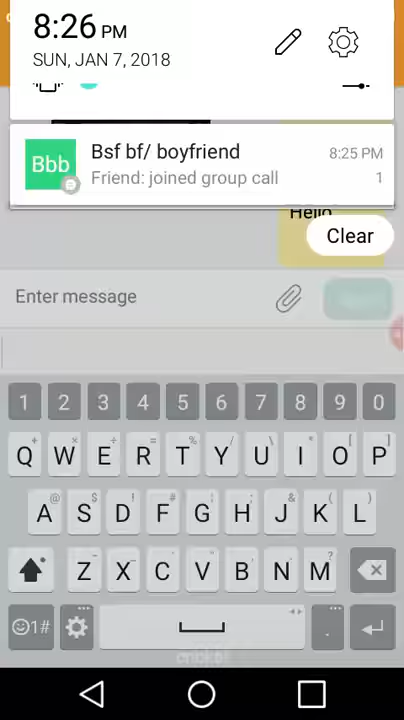 8:26 PM
SUN, JAN 7, 2018
Bbb
Bsf bf/ boyfriend
8:25 PM
Friend: joined group call
1
Hello
Clear
Enter message
1 2 3 4 5 6 7 8 9 0
Q W E R T Y U I O P
A S D F G H J K L
Z X C V B N M
1#
.